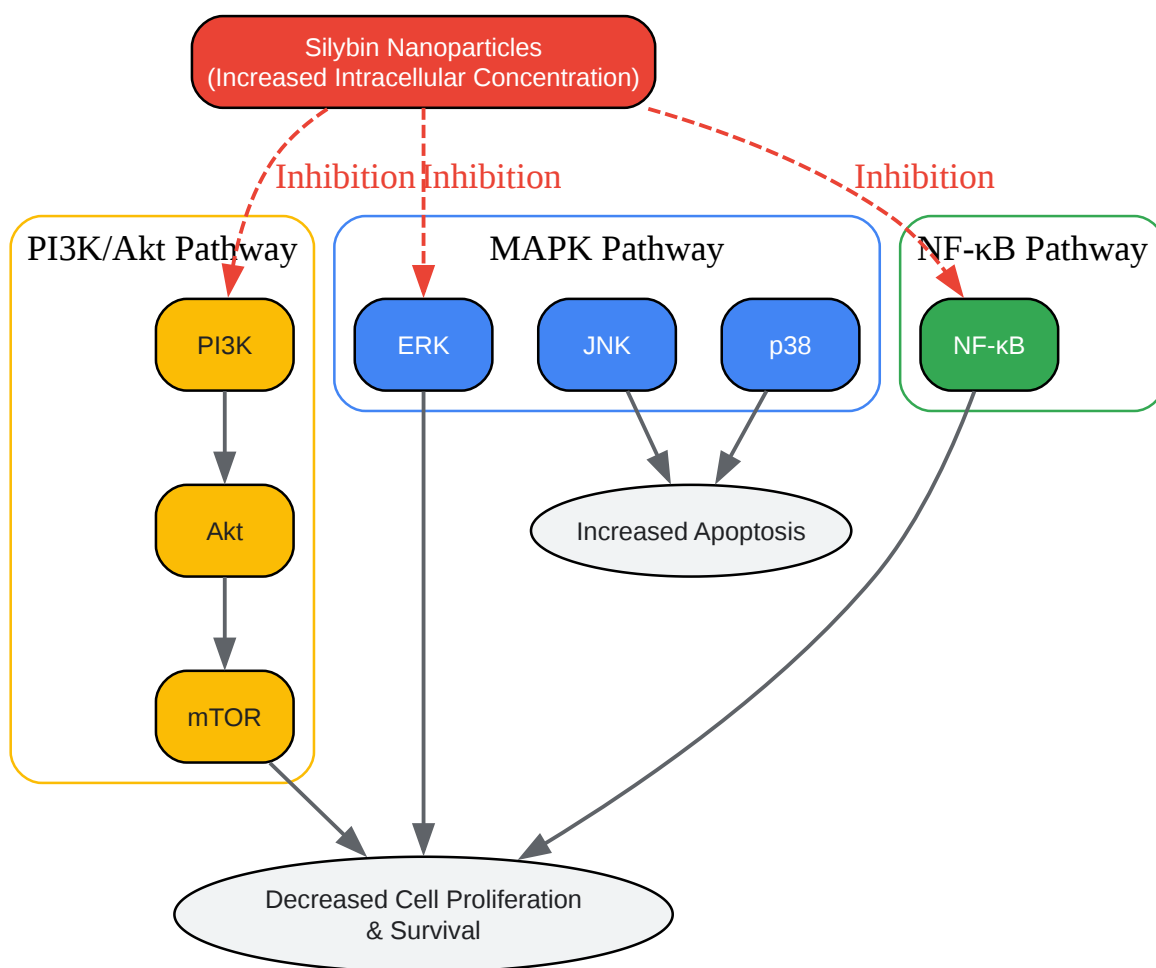 Silybin Nanoparticles
(Increased Intracellular Concentration)
Inhibition
Inhibition
Inhibition
PI3K/Akt Pathway
MAPK Pathway
NF-κB Pathway
PI3K
ERK
JNK
p38
NF-κB
Akt
Increased Apoptosis
mTOR
Decreased Cell Proliferation
& Survival